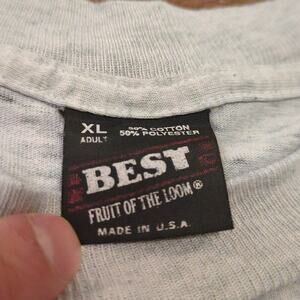 XL 50% COTTON
ADULT 50% POLYESTER
BEST
FRUIT OF THE LOOM®
MADE IN U.S.A.